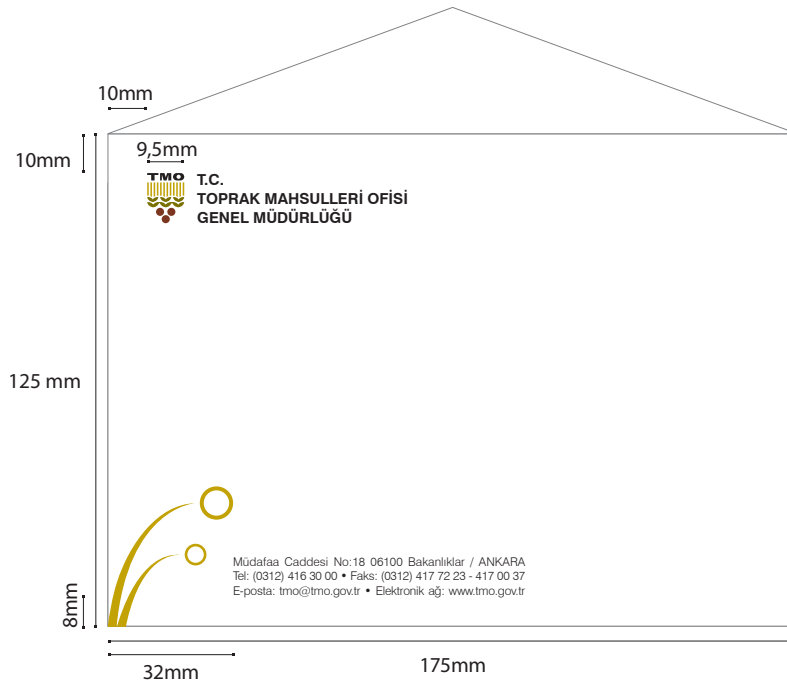 10mm
10mm
9,5mm
TMO
T.C.
TOPRAK MAHSULLERİ OFİSİ
GENEL MÜDÜRLÜĞÜ
125 mm
Müdafaa Caddesi No:18 06100 Bakanlıklar / ANKARA
Tel: (0312) 416 30 00 • Faks: (0312) 417 72 23 - 417 00 37
E-posta: tmo@tmo.gov.tr • Elektronik ağ: www.tmo.gov.tr
8mm
32mm
175mm